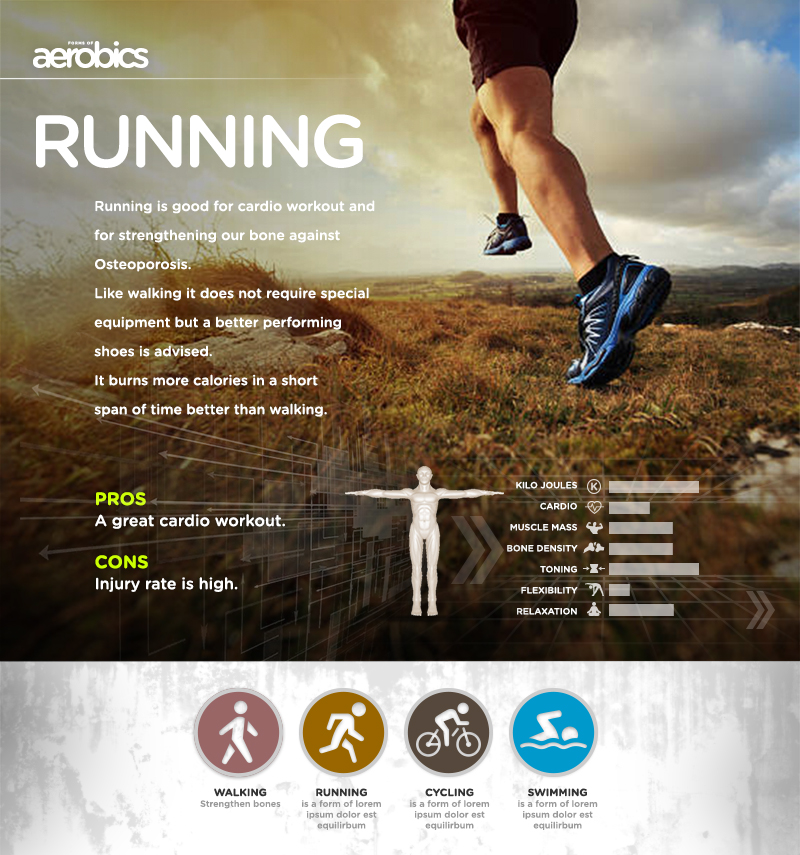 FORMS OF
aerobics
RUNNING
Running is good for cardio workout and
for strengthening our bone against
Osteoporosis.
Like walking it does not require special
equipment but a better performing
shoes is advised.
It burns more calories in a short
span of time better than walking.
PROS
A great cardio workout.
CONS
Injury rate is high.
KILO JOULES K
CARDIO
MUSCLE MASS
BONE DENSITY
TONING
FLEXIBILITY
RELAXATION
WALKING
Strengthen bones
RUNNING
is a form of lorem
ipsum dolor est
equilirbum
CYCLING
is a form of lorem
ipsum dolor est
equilirbum
SWIMMING
is a form of lorem
ipsum dolor est
equilirbum